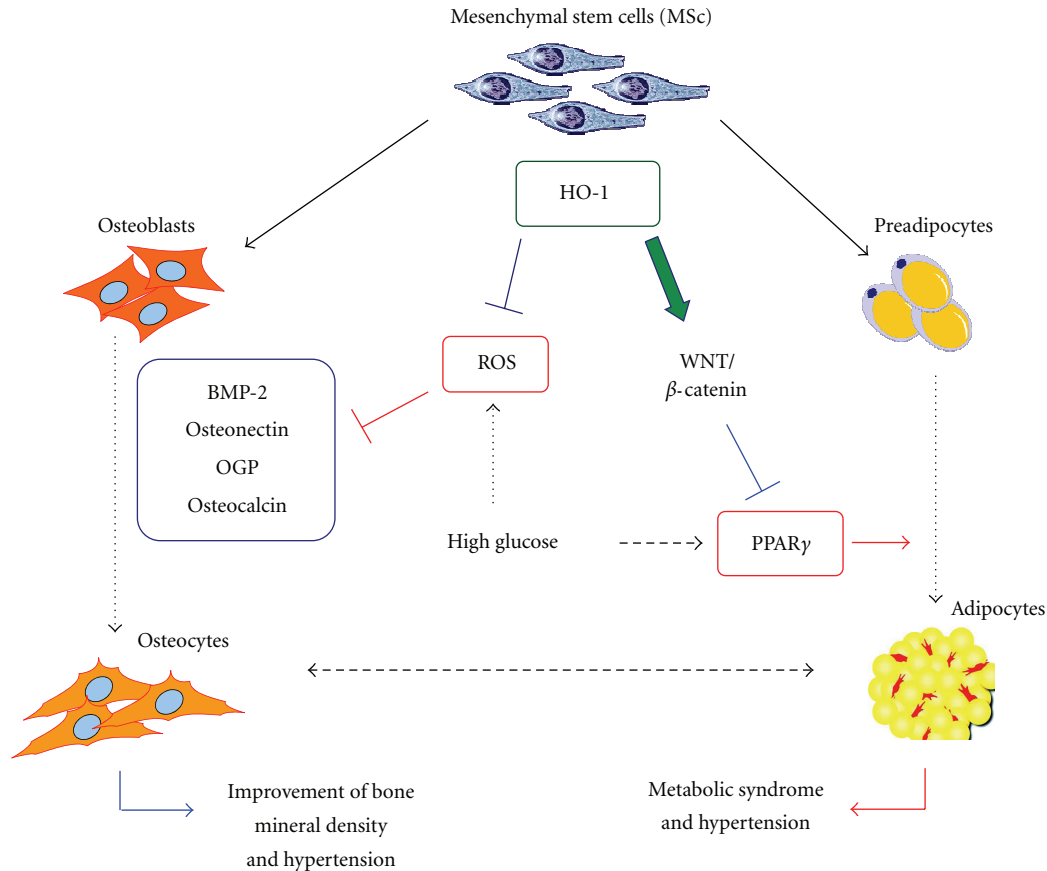 Mesenchymal stem cells (MSc)
HO-1
Osteoblasts
Preadipocytes
ROS
WNT/
β-catenin
BMP-2
Osteonectin
OGP
Osteocalcin
High glucose
PPARγ
Osteocytes
Adipocytes
Improvement of bone
mineral density
and hypertension
Metabolic syndrome
and hypertension